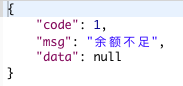 {
    "code": 1,
    "msg": "余额不足",
    "data": null
}